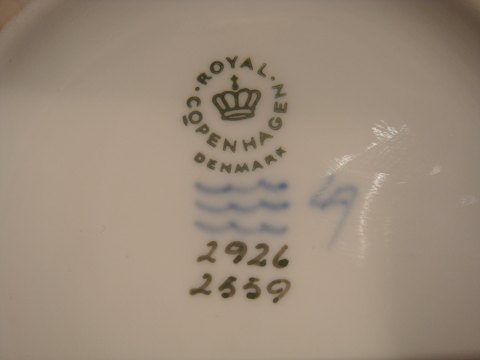 ROYAL
COPENHAGEN
DENMARK
2926
2559